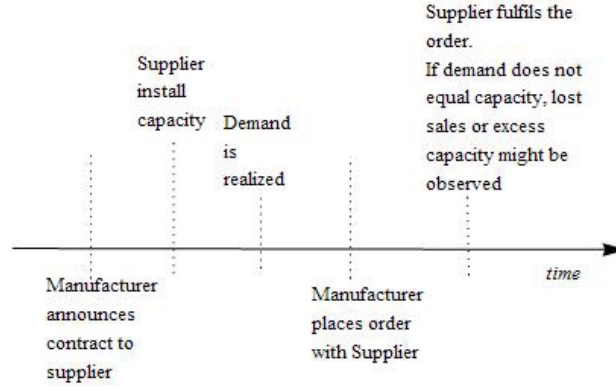 Supplier fulfils the
order.
If demand does not
equal capacity, lost
sales or excess
capacity might be
observed
Supplier
install
capacity
Demand
is
realized
time
Manufacturer
announces
contract to
supplier
Manufacturer
places order
with Supplier